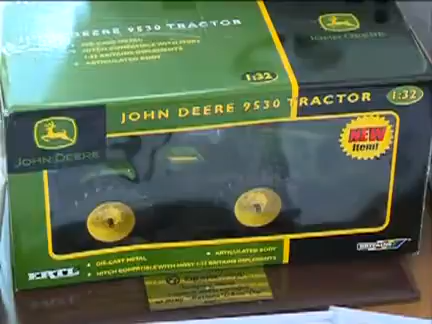 DEERE 9530 TRACTOR
• DIE-CAST METAL
• HITCH COMPATIBLE WITH MOST
1:32 BRITAINS IMPLEMENTS
• ARTICULATED BODY
1:32
JOHN DEERE
JOHN DEERE 9530 TRACTOR 1:32
JOHN DEERE
NEW
Item!
ERTL
• DIE-CAST METAL • ARTICULATED BODY
• HITCH COMPATIBLE WITH MOST 1:32 BRITAINS IMPLEMENTS
BRITAINS